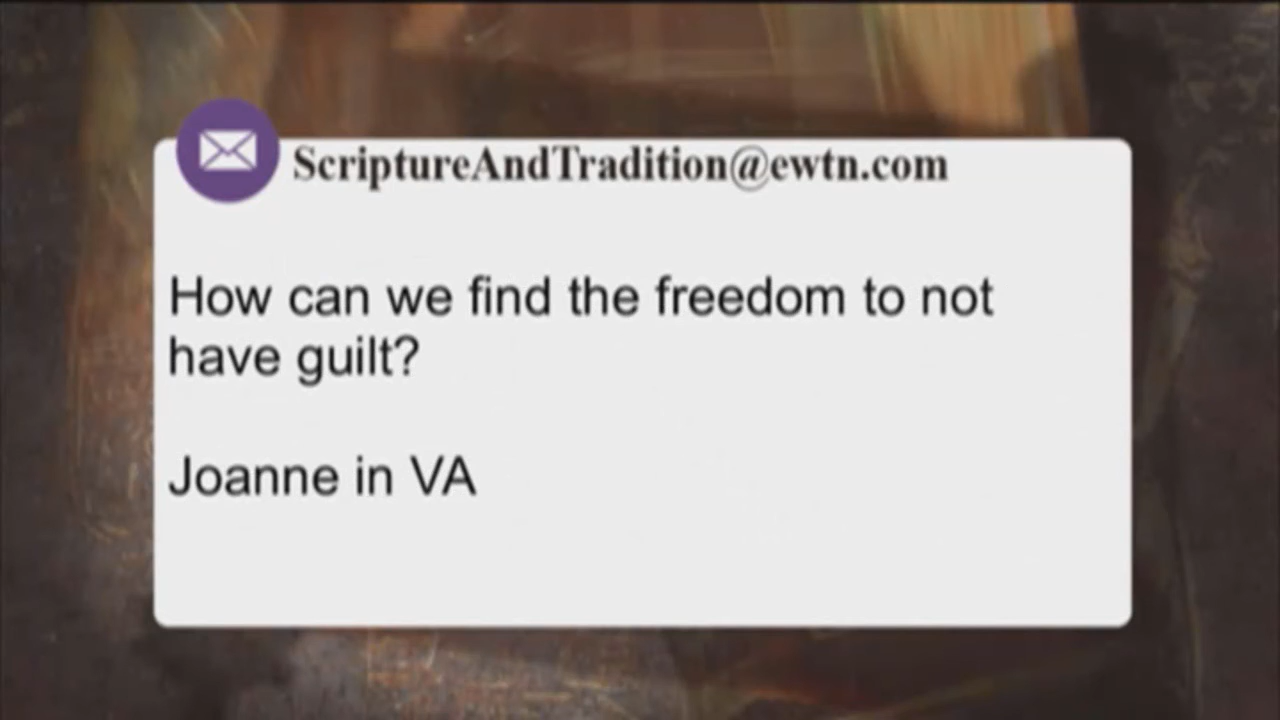 ScriptureAndTradition@ewtn.com
How can we find the freedom to not
have guilt?
Joanne in VA